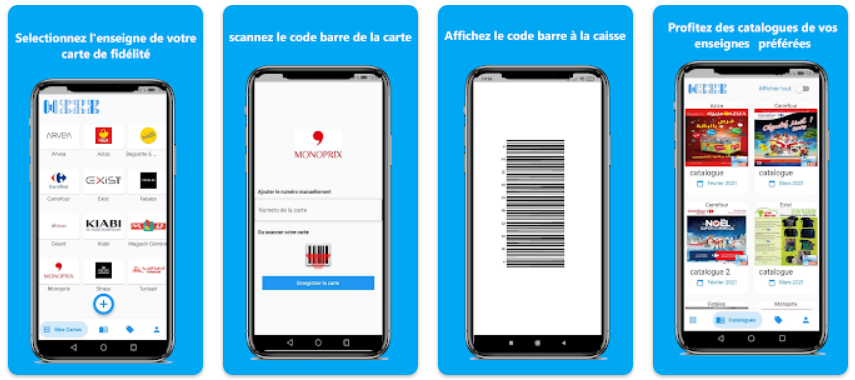 Selectionnez l'enseigne de votre
carte de fidélité
ARVEA
Arvea
Aziza
Baguette & ...
Carrefour
EXIST
Exist
Fatales
Géant
KIABI
Kiabi
Magasin Général
MONOPRIX
Monoprix
Strass
Tunisair
Mes Cartes
scannez le code barre de la carte
MONOPRIX
Ajouter le numéro manuellement
Numéro de la carte
Ou scanner votre carte
Enregistrer la carte
Affichez le code barre à la caisse
Profitez des catalogues de vos
enseignes préférées
Afficher tout
Aziza
Carrefour
catalogue
Février 2021
catalogue
Mars 2021
Carrefour
Exist
NOËL
catalogue 2
Février 2021
catalogue
Mars 2021
Fatales
Monoprix
Catalogues